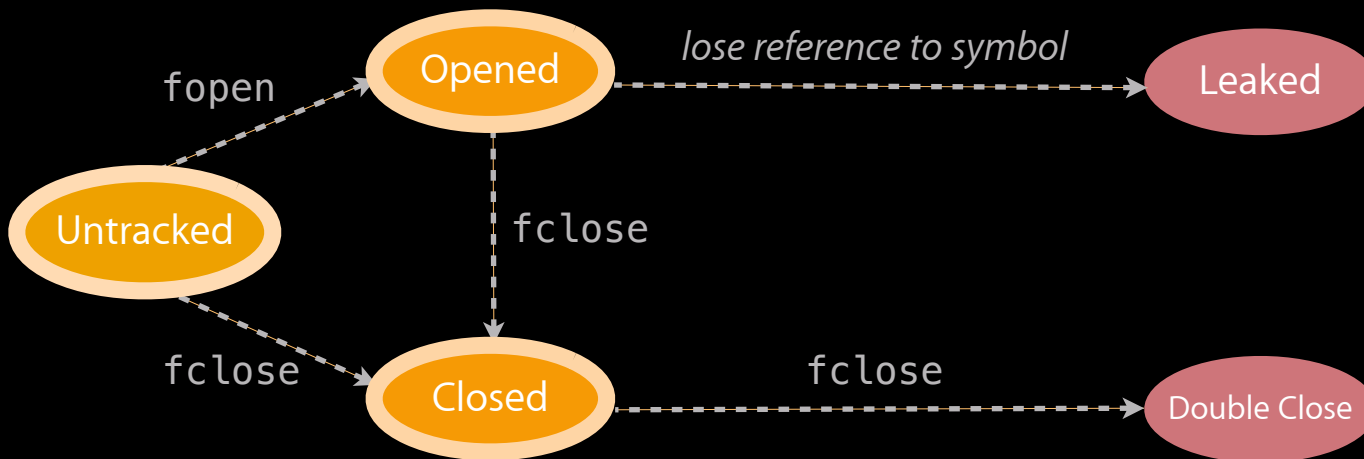 Opened
lose reference to symbol
Leaked
fopen
Untracked
fclose
fclose
Closed
fclose
Double Close